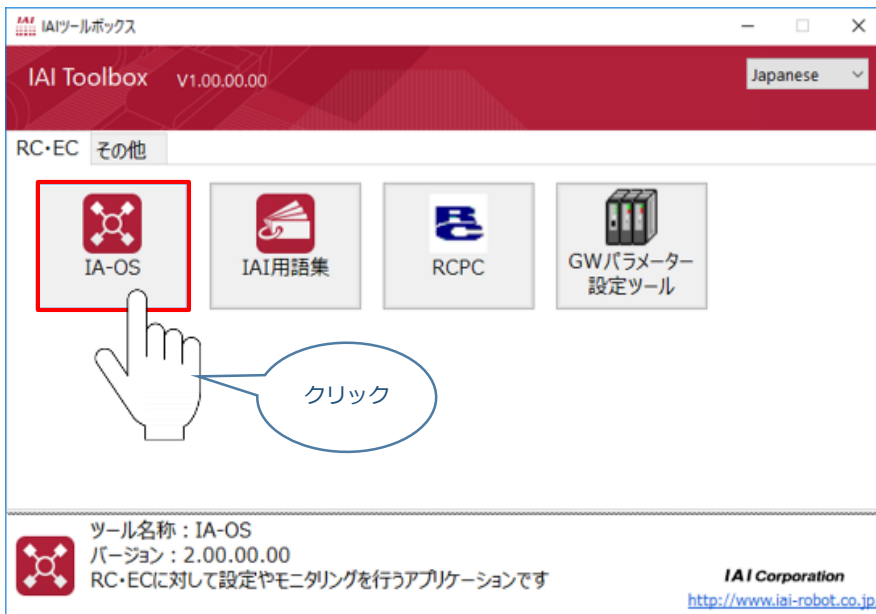 IAI
IAIツールボックス
IAI Toolbox V1.00.00.00
Japanese
RC・EC その他
IA-OS
IAI用語集
RCPC
GWパラメーター
設定ツール
クリック
ツール名称：IA-OS
バージョン：2.00.00.00
RC・ECに対して設定やモニタリングを行うアプリケーションです
IAI Corporation
http://www.iai-robot.co.jp